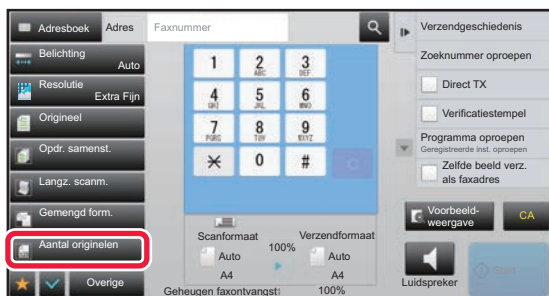 Adresboek
Adres
Faxnummer
Belichting
Auto
Resolutie
Extra Fijn
Origineel
Opdr. samenst.
Langz. scanm.
Gemengd form.
Aantal originelen
Overige
1
2 ABC
3 DEF
4 GHI
5 JKL
6 MNO
7 PQRS
8 TUV
9 WXYZ
0
#
C
Scanformaat
Auto
A4
100%
Verzendformaat
Auto
A4
Geheugen faxontvangst:
100%
Verzendgeschiedenis
Zoeknummer oproepen
Direct TX
Verificatiestempel
Programma oproepen
Geregistreerde inst. oproepen
Zelfde beeld verz.
als faxadres
Voorbeeld-
weergave
CA
Luidspreker
Start